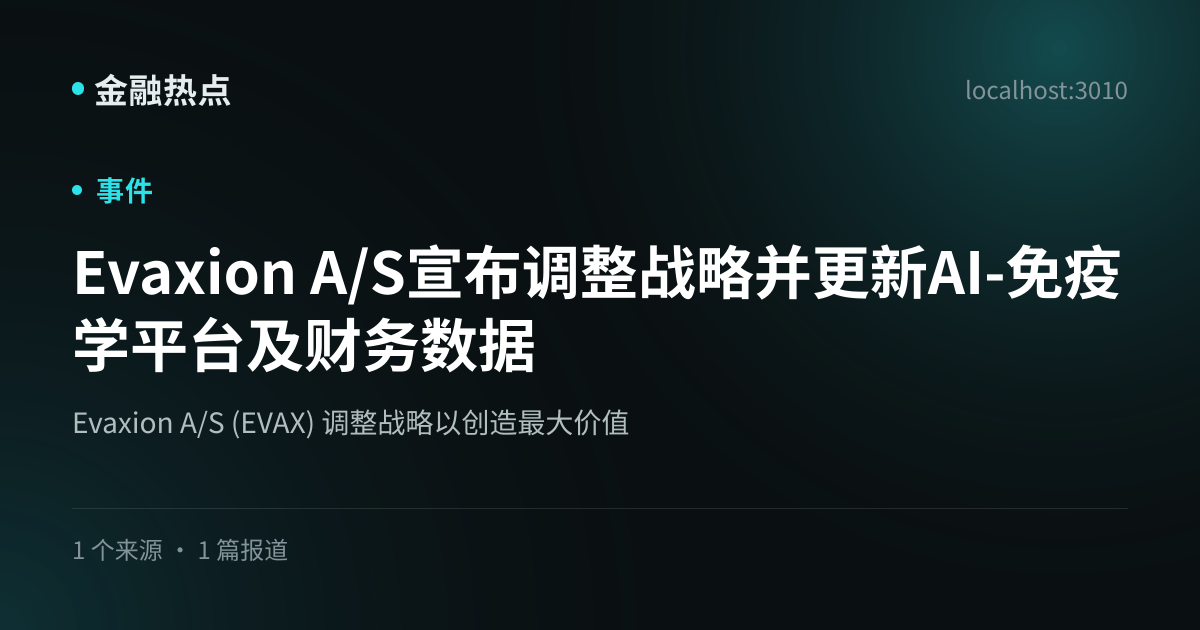 金融热点
localhost:3010
事件
Evaxion A/S宣布调整战略并更新AI-免疫
学平台及财务数据
Evaxion A/S (EVAX) 调整战略以创造最大价值
1 个来源 · 1 篇报道